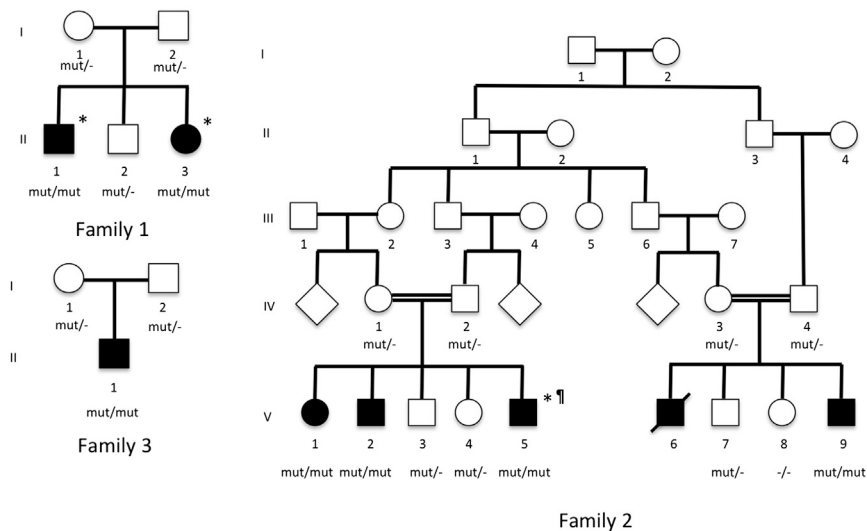 I
1
2
mut/-
mut/-
II
*
*
1
2
3
mut/mut
mut/-
mut/mut
Family 1
I
1
2
mut/-
mut/-
II
1
mut/mut
Family 3
I
1
2
II
1
2
3
4
III
1
2
3
4
5
6
7
IV
1
2
3
4
mut/-
mut/-
mut/-
mut/-
V
* ¶
1
2
3
4
5
6
7
8
9
mut/mut
mut/mut
mut/-
mut/-
mut/mut
mut/-
-/-
mut/mut
Family 2